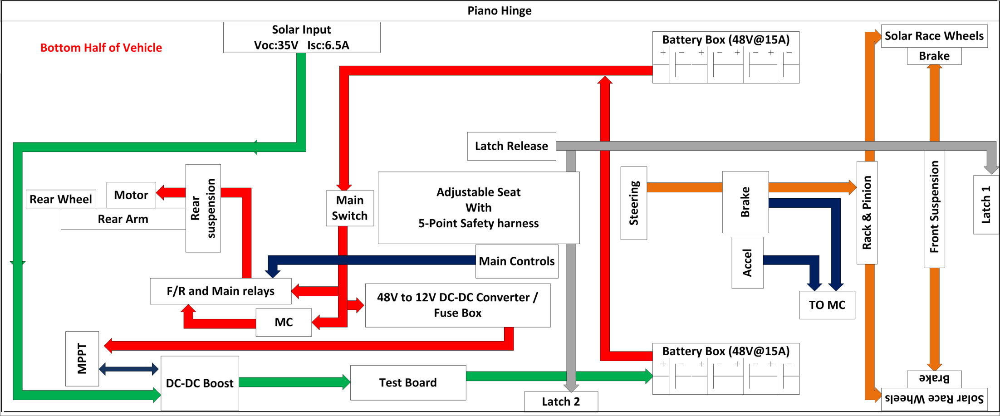 Piano Hinge
Solar Input
Voc:35V   Isc:6.5A
Bottom Half of Vehicle
Battery Box (48V@15A)
+ − + − + − + −
Solar Race Wheels
Brake
Latch Release
Rear Wheel
Motor
Rear Arm
Rear
suspension
Main
Switch
Adjustable Seat
With
5-Point Safety harness
Steering
Brake
Rack & Pinion
Front Suspension
Latch 1
Main Controls
Accel
F/R and Main relays
48V to 12V DC-DC Converter /
Fuse Box
MC
TO MC
MPPT
DC-DC Boost
Test Board
Battery Box (48V@15A)
+ − + − + − + −
Latch 2
Brake
Solar Race Wheels